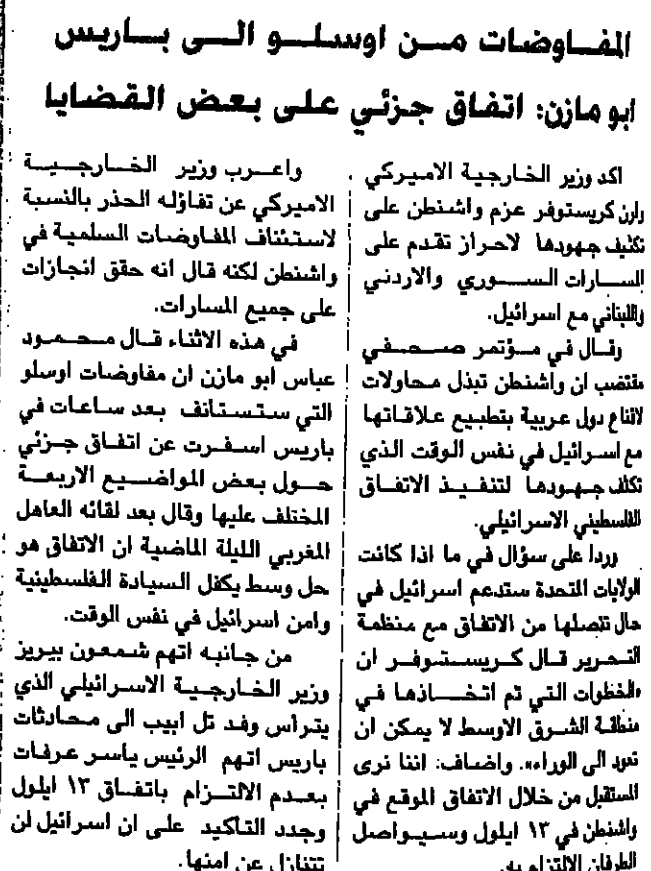 المفاوضات من اوسلو الى باريس
ابو مازن: اتفاق جزئي على بعض القضايا
اكد وزير الخارجية الاميركي
وارن كريستوفر عزم واشنطن على
تكثيف جهودها لاحراز تقدم على
المسارات السوري والاردني
واللبناني مع اسرائيل.
وقال في مؤتمر صحفي
مقتضب ان واشنطن تبذل محاولات
لاقناع دول عربية بتطبيع علاقاتها
مع اسرائيل في نفس الوقت الذي
تكثف جهودها لتنفيذ الاتفاق
الفلسطيني الاسرائيلي.
وردا على سؤال في ما اذا كانت
الولايات المتحدة ستدعم اسرائيل في
حال تنصلها من الاتفاق مع منظمة
التحرير قال كريستوفر ان
«الخطوات التي تم اتخاذها في
منطقة الشرق الاوسط لا يمكن ان
تعود الى الوراء». واضاف: اننا نرى
المستقبل من خلال الاتفاق الموقع في
واشنطن في ١٣ ايلول وسيواصل
الطرفان الالتزام به.
واعرب وزير الخارجية
الاميركي عن تفاؤله الحذر بالنسبة
لاستئناف المفاوضات السلمية في
واشنطن لكنه قال انه حقق انجازات
على جميع المسارات.
في هذه الاثناء قال محمود
عباس ابو مازن ان مفاوضات اوسلو
التي ستستانف بعد ساعات في
باريس اسفرت عن اتفاق جزئي
حول بعض المواضيع الاربعة
المختلف عليها وقال بعد لقائه العاهل
المغربي الليلة الماضية ان الاتفاق هو
حل وسط يكفل السيادة الفلسطينية
وامن اسرائيل في نفس الوقت.
من جانبه اتهم شمعون بيريز
وزير الخارجية الاسرائيلي الذي
يتراس وفد تل ابيب الى محادثات
باريس اتهم الرئيس ياسر عرفات
بعدم الالتزام باتفاق ١٣ ايلول
وجدد التاكيد على ان اسرائيل لن
تتنازل عن امنها.